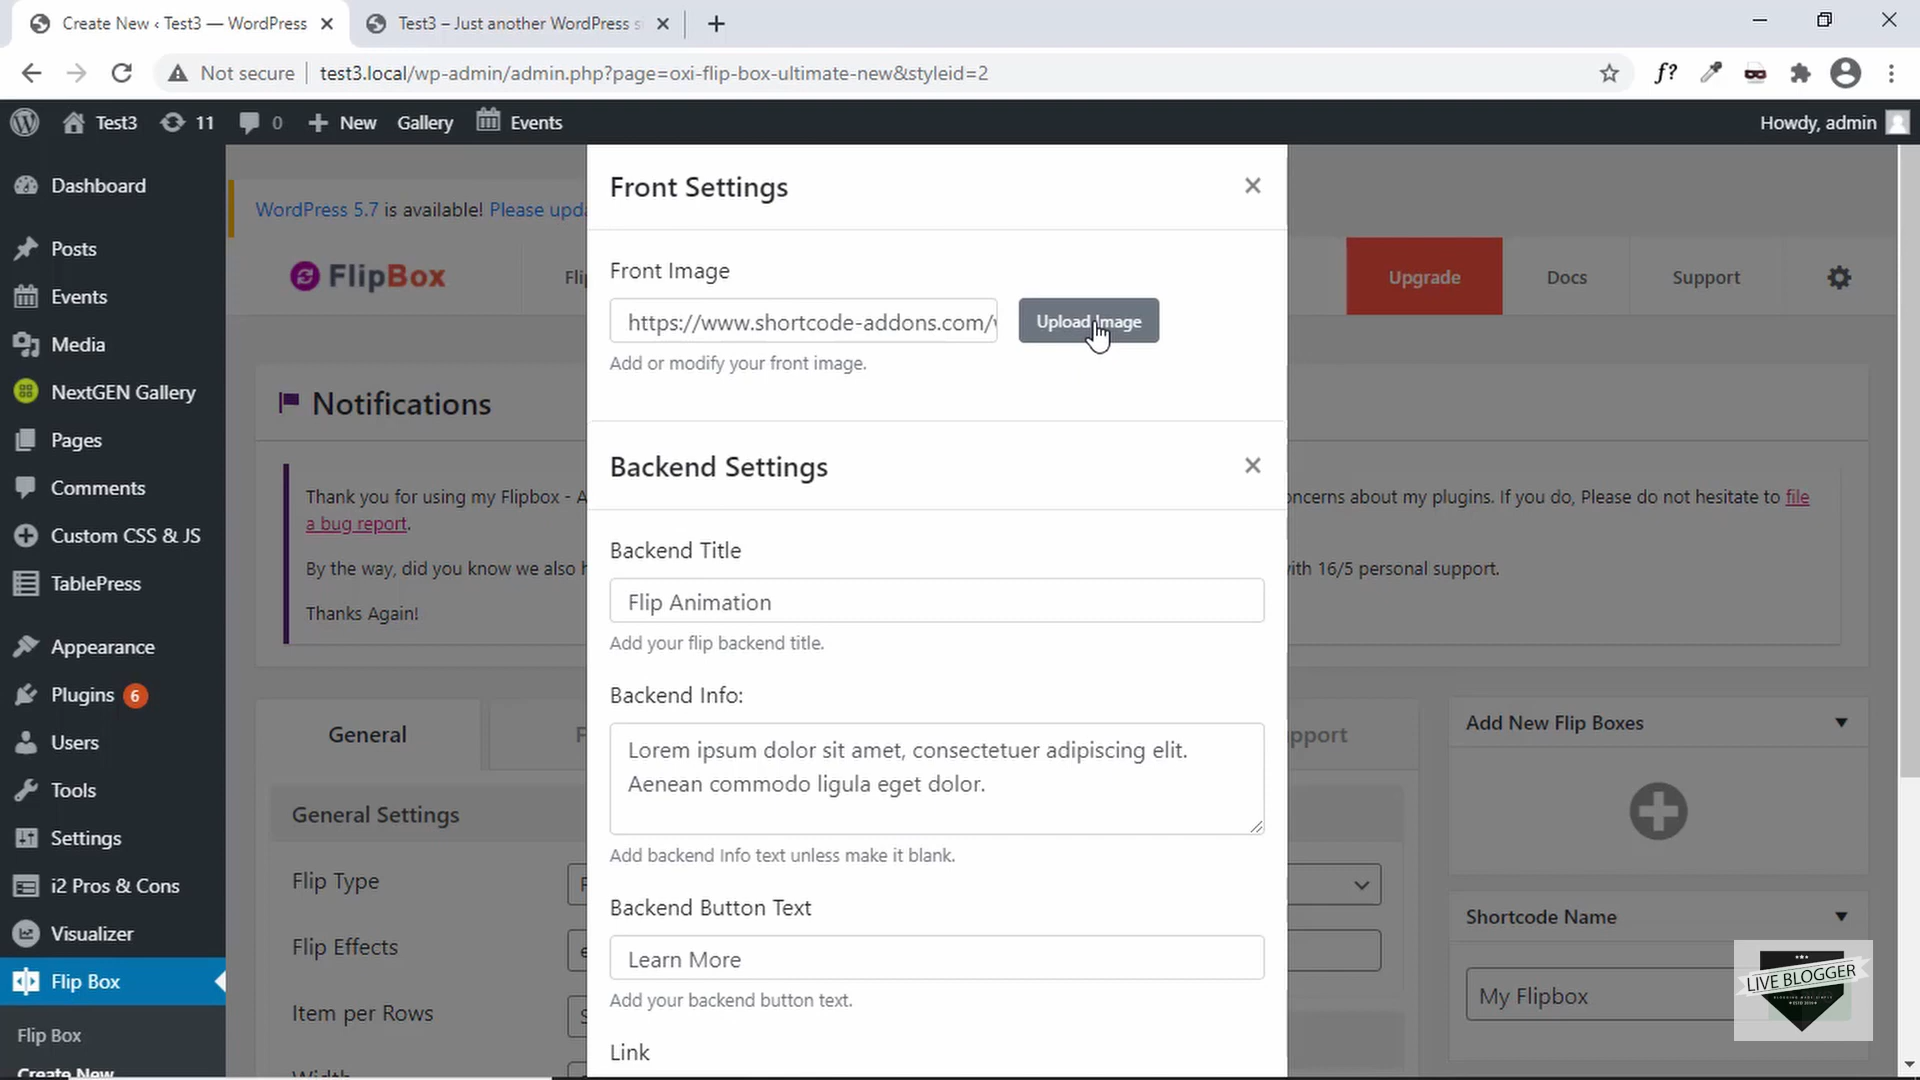 Create New ‹ Test3 — WordPress
Test3 – Just another WordPress s
Not secure
test3.local/wp-admin/admin.php?page=oxi-flip-box-ultimate-new&styleid=2
f?
Test3
11
0
New
Gallery
Events
Howdy, admin
Dashboard
Posts
Events
Media
NextGEN Gallery
Pages
Comments
Custom CSS & JS
TablePress
Appearance
Plugins 6
Users
Tools
Settings
i2 Pros & Cons
Visualizer
Flip Box
Flip Box
Create New
WordPress 5.7 is available! Please upda
FlipBox
Fli
Upgrade
Docs
Support
Notifications
Thank you for using my Flipbox - A
oncerns about my plugins. If you do, Please do not hesitate to file
a bug report.
By the way, did you know we also h
ith 16/5 personal support.
Thanks Again!
General
F
pport
General Settings
Flip Type
Flip Effects
e
Item per Rows
Width
Add New Flip Boxes
Shortcode Name
My Flipbox
Front Settings
Front Image
https://www.shortcode-addons.com/
Upload Image
Add or modify your front image.
Backend Settings
Backend Title
Flip Animation
Add your flip backend title.
Backend Info:
Lorem ipsum dolor sit amet, consectetuer adipiscing elit.
Aenean commodo ligula eget dolor.
Add backend Info text unless make it blank.
Backend Button Text
Learn More
Add your backend button text.
Link
LIVE BLOGGER